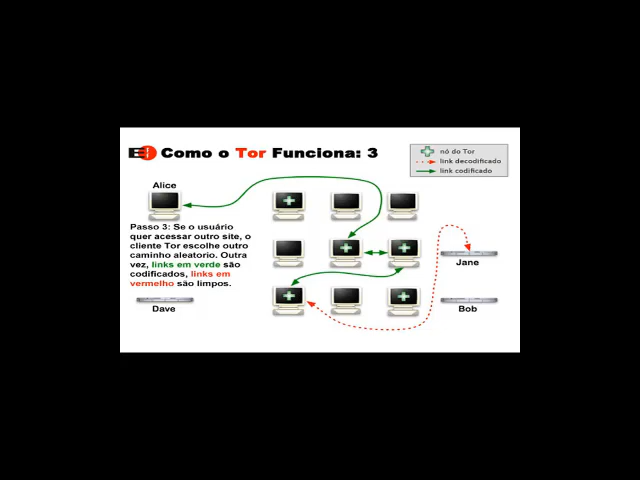 Como o Tor Funciona: 3
nó do Tor
link decodificado
link codificado
Alice
Passo 3: Se o usuário
quer acessar outro site, o
cliente Tor escolhe outro
caminho aleatorio. Outra
vez, links em verde são
codificados, links em
vermelho são limpos.
Jane
Dave
Bob